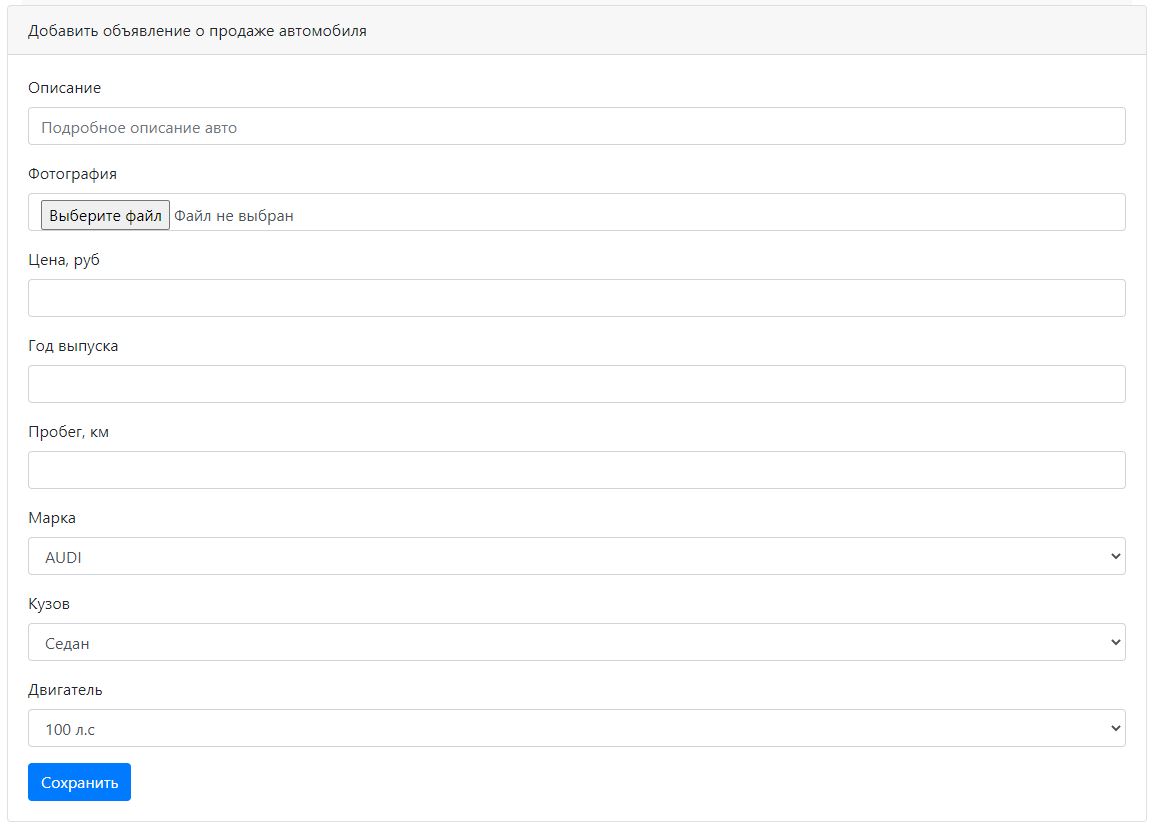 Добавить объявление о продаже автомобиля
Описание
Подробное описание авто
Фотография
Выберите файл Файл не выбран
Цена, руб
Год выпуска
Пробег, км
Марка
AUDI
Кузов
Седан
Двигатель
100 л.с
Сохранить